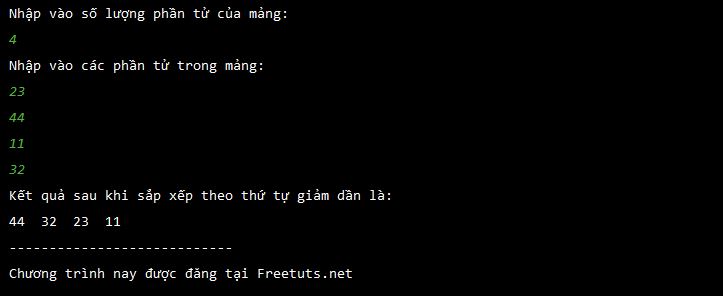 Nhập vào số lượng phần tử của mảng:
4
Nhập vào các phần tử trong mảng:
23
44
11
32
Kết quả sau khi sắp xếp theo thứ tự giảm dần là:
44  32  23  11
----------------------------
Chương trình nay được đăng tại Freetuts.net